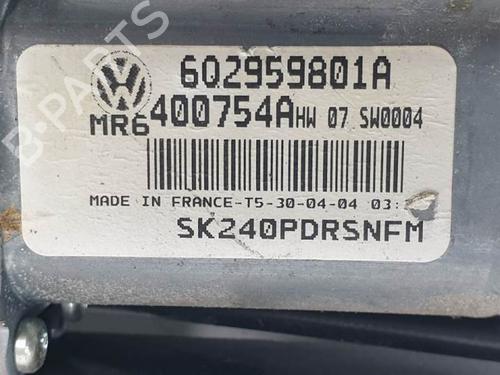 6Q2959801A
MR6 400754A HW 07 SW0004
MADE IN FRANCE-T5-30-04-04 03:
SK240PDRSNFM
B-PARTS